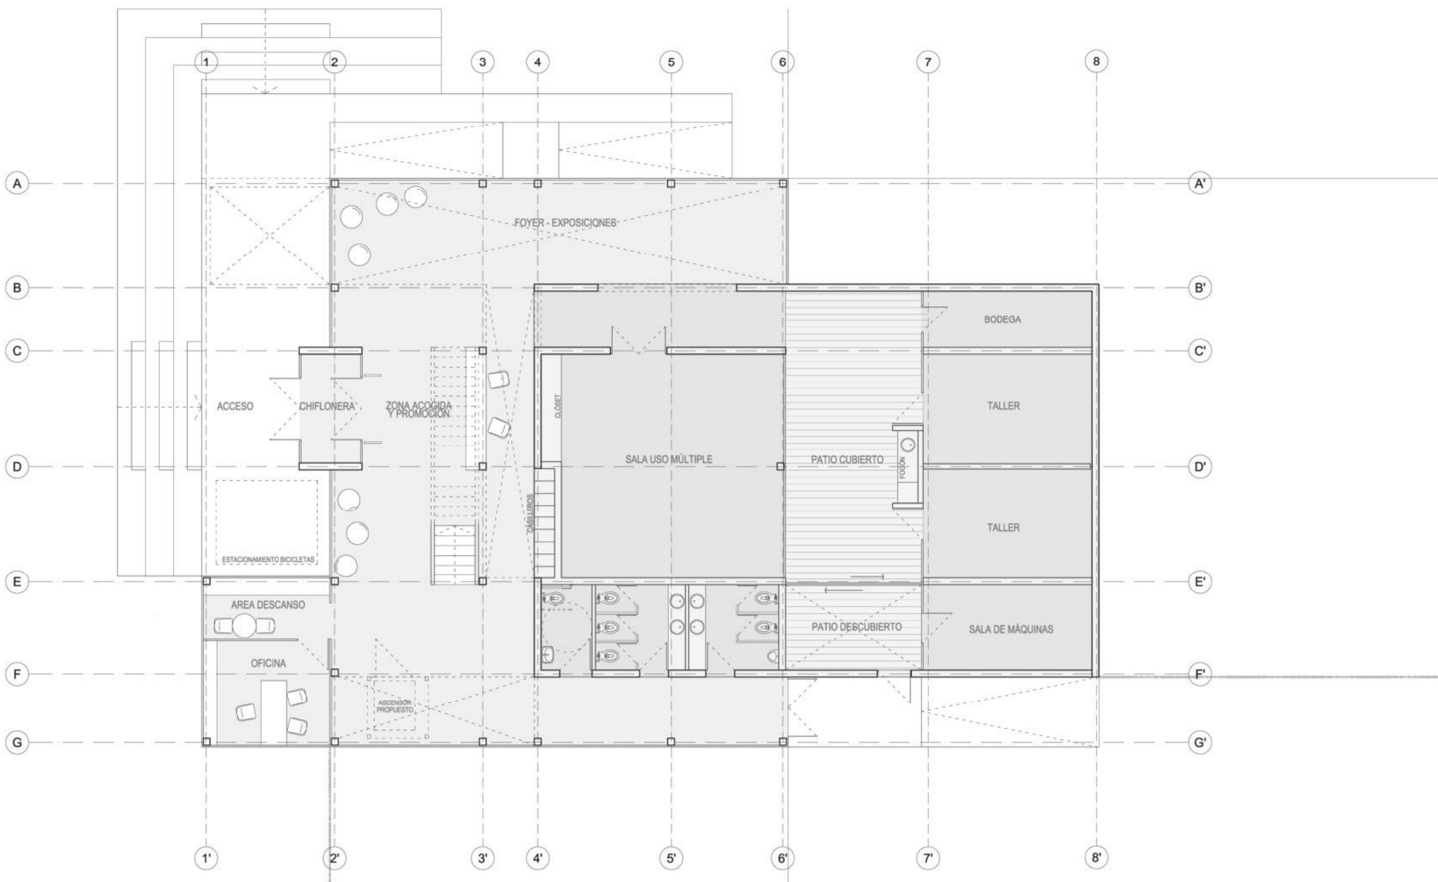 1
2
3
4
5
6
7
8
A
A'
FOYER - EXPOSICIONES
B
B'
BODEGA
C
C'
ACCESO
CHIFLONERA
ZONA ACOGIDA
Y PROMOCIÓN
CLOSET
TALLER
SALA USO MÚLTIPLE
PATIO CUBIERTO
FOGÓN
D
D'
CASILLEROS
TALLER
ESTACIONAMIENTO BICICLETAS
E
E'
AREA DESCANSO
PATIO DESCUBIERTO
SALA DE MÁQUINAS
OFICINA
F
F'
ASCENSOR
PROPUESTO
G
G'
1'
2'
3'
4'
5'
6'
7'
8'